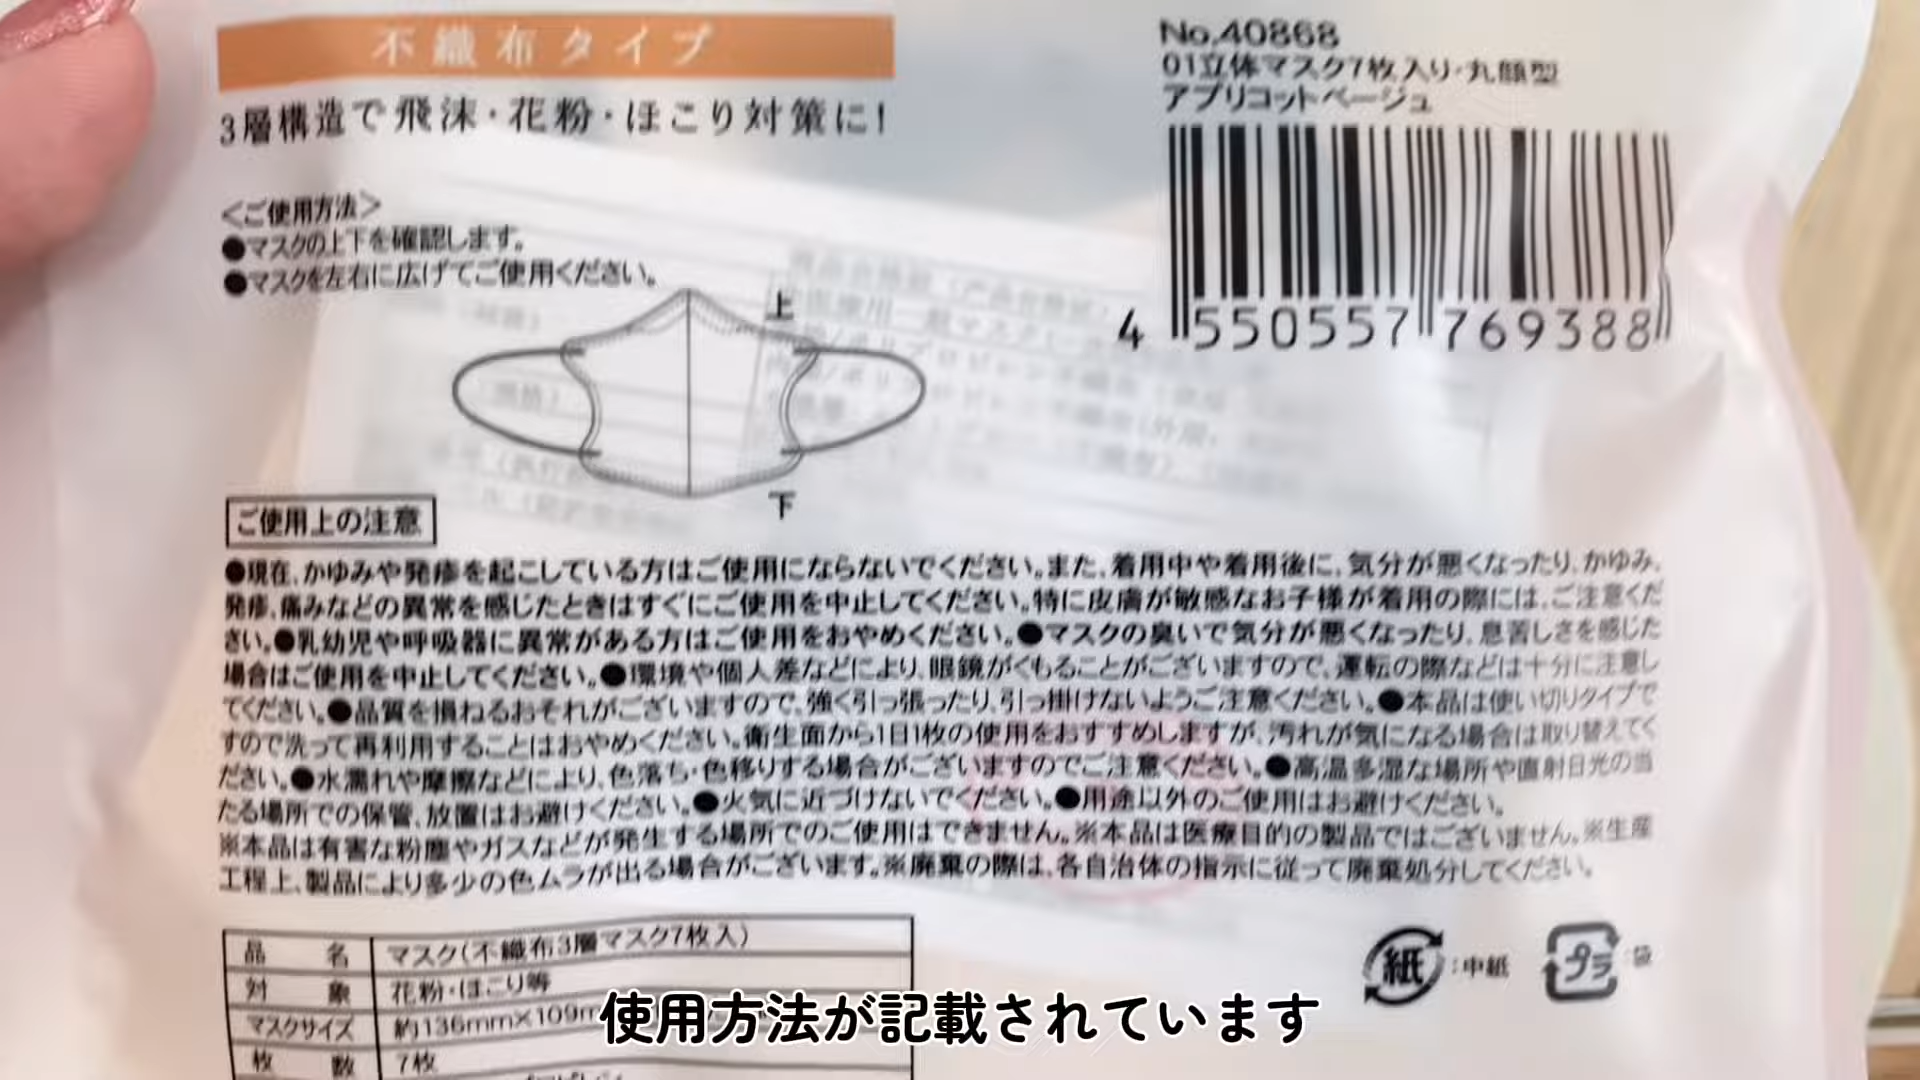 不織布タイプ
3層構造で飛沫・花粉・ほこり対策に!
No.40868
01立体マスク7枚入り・丸顔型
アプリコットベージュ
4 550557 769388
<ご使用方法>
●マスクの上下を確認します。
●マスクを左右に広げてご使用ください。
上
下
ご使用上の注意
●現在、かゆみや発疹を起こしている方はご使用にならないでください。また、着用中や着用後に、気分が悪くなったり、かゆみ、
発疹、痛みなどの異常を感じたときはすぐにご使用を中止してください。特に皮膚が敏感なお子様が着用の際には、ご注意くだ
さい。●乳幼児や呼吸器に異常がある方はご使用をおやめください。●マスクの臭いで気分が悪くなったり、息苦しさを感じた
場合はご使用を中止してください。●環境や個人差などにより、眼鏡がくもることがございますので、運転の際などは十分に注意し
てください。●品質を損ねるおそれがございますので、強く引っ張ったり、引っ掛けないようご注意ください。●本品は使い切りタイプで
すので洗って再利用することはおやめください。衛生面から1日1枚の使用をおすすめしますが、汚れが気になる場合は取り替えてく
ださい。●水濡れや摩擦などにより、色落ち・色移りする場合がございますのでご注意ください。●高温多湿な場所や直射日光の当
たる場所での保管、放置はお避けください。●火気に近づけないでください。●用途以外のご使用はお避けください。
※本品は有害な粉塵やガスなどが発生する場所でのご使用はできません。※本品は医療目的の製品ではございません。※生産
工程上、製品により多少の色ムラが出る場合がございます。※廃棄の際は、各自治体の指示に従って廃棄処分してください。
品名 マスク(不織布3層マスク7枚入)
対象 花粉・ほこり等
マスクサイズ 約136mm×109m
枚数 7枚
紙 :中紙
プラ :袋
使用方法が記載されています